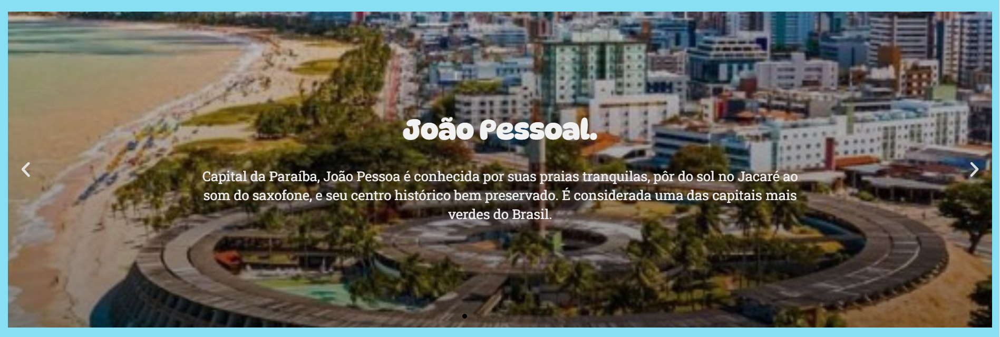 João Pessoal.
Capital da Paraíba, João Pessoa é conhecida por suas praias tranquilas, pôr do sol no Jacaré ao
som do saxofone, e seu centro histórico bem preservado. É considerada uma das capitais mais
verdes do Brasil.